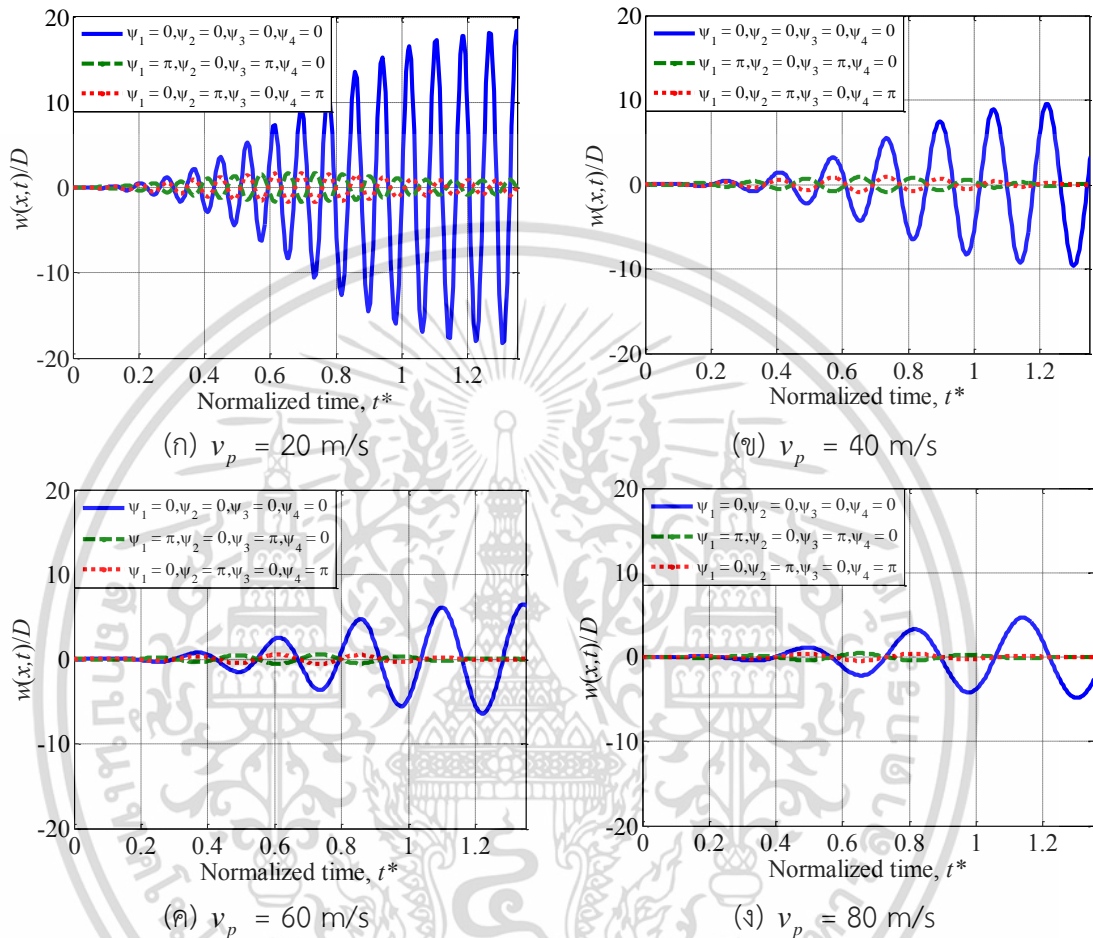 20
ψ1 = 0,ψ2 = 0,ψ3 = 0,ψ4 = 0
ψ1 = π,ψ2 = 0,ψ3 = π,ψ4 = 0
ψ1 = 0,ψ2 = π,ψ3 = 0,ψ4 = π
10
0
-10
-20
w(x,t)/D
0 0.2 0.4 0.6 0.8 1 1.2
Normalized time, t*
(ก) vp = 20 m/s
20
ψ1 = 0,ψ2 = 0,ψ3 = 0,ψ4 = 0
ψ1 = π,ψ2 = 0,ψ3 = π,ψ4 = 0
ψ1 = 0,ψ2 = π,ψ3 = 0,ψ4 = π
10
0
-10
-20
w(x,t)/D
0 0.2 0.4 0.6 0.8 1 1.2
Normalized time, t*
(ข) vp = 40 m/s
20
ψ1 = 0,ψ2 = 0,ψ3 = 0,ψ4 = 0
ψ1 = π,ψ2 = 0,ψ3 = π,ψ4 = 0
ψ1 = 0,ψ2 = π,ψ3 = 0,ψ4 = π
10
0
-10
-20
w(x,t)/D
0 0.2 0.4 0.6 0.8 1 1.2
Normalized time, t*
(ค) vp = 60 m/s
20
ψ1 = 0,ψ2 = 0,ψ3 = 0,ψ4 = 0
ψ1 = π,ψ2 = 0,ψ3 = π,ψ4 = 0
ψ1 = 0,ψ2 = π,ψ3 = 0,ψ4 = π
10
0
-10
-20
w(x,t)/D
0 0.2 0.4 0.6 0.8 1 1.2
Normalized time, t*
(ง) vp = 80 m/s